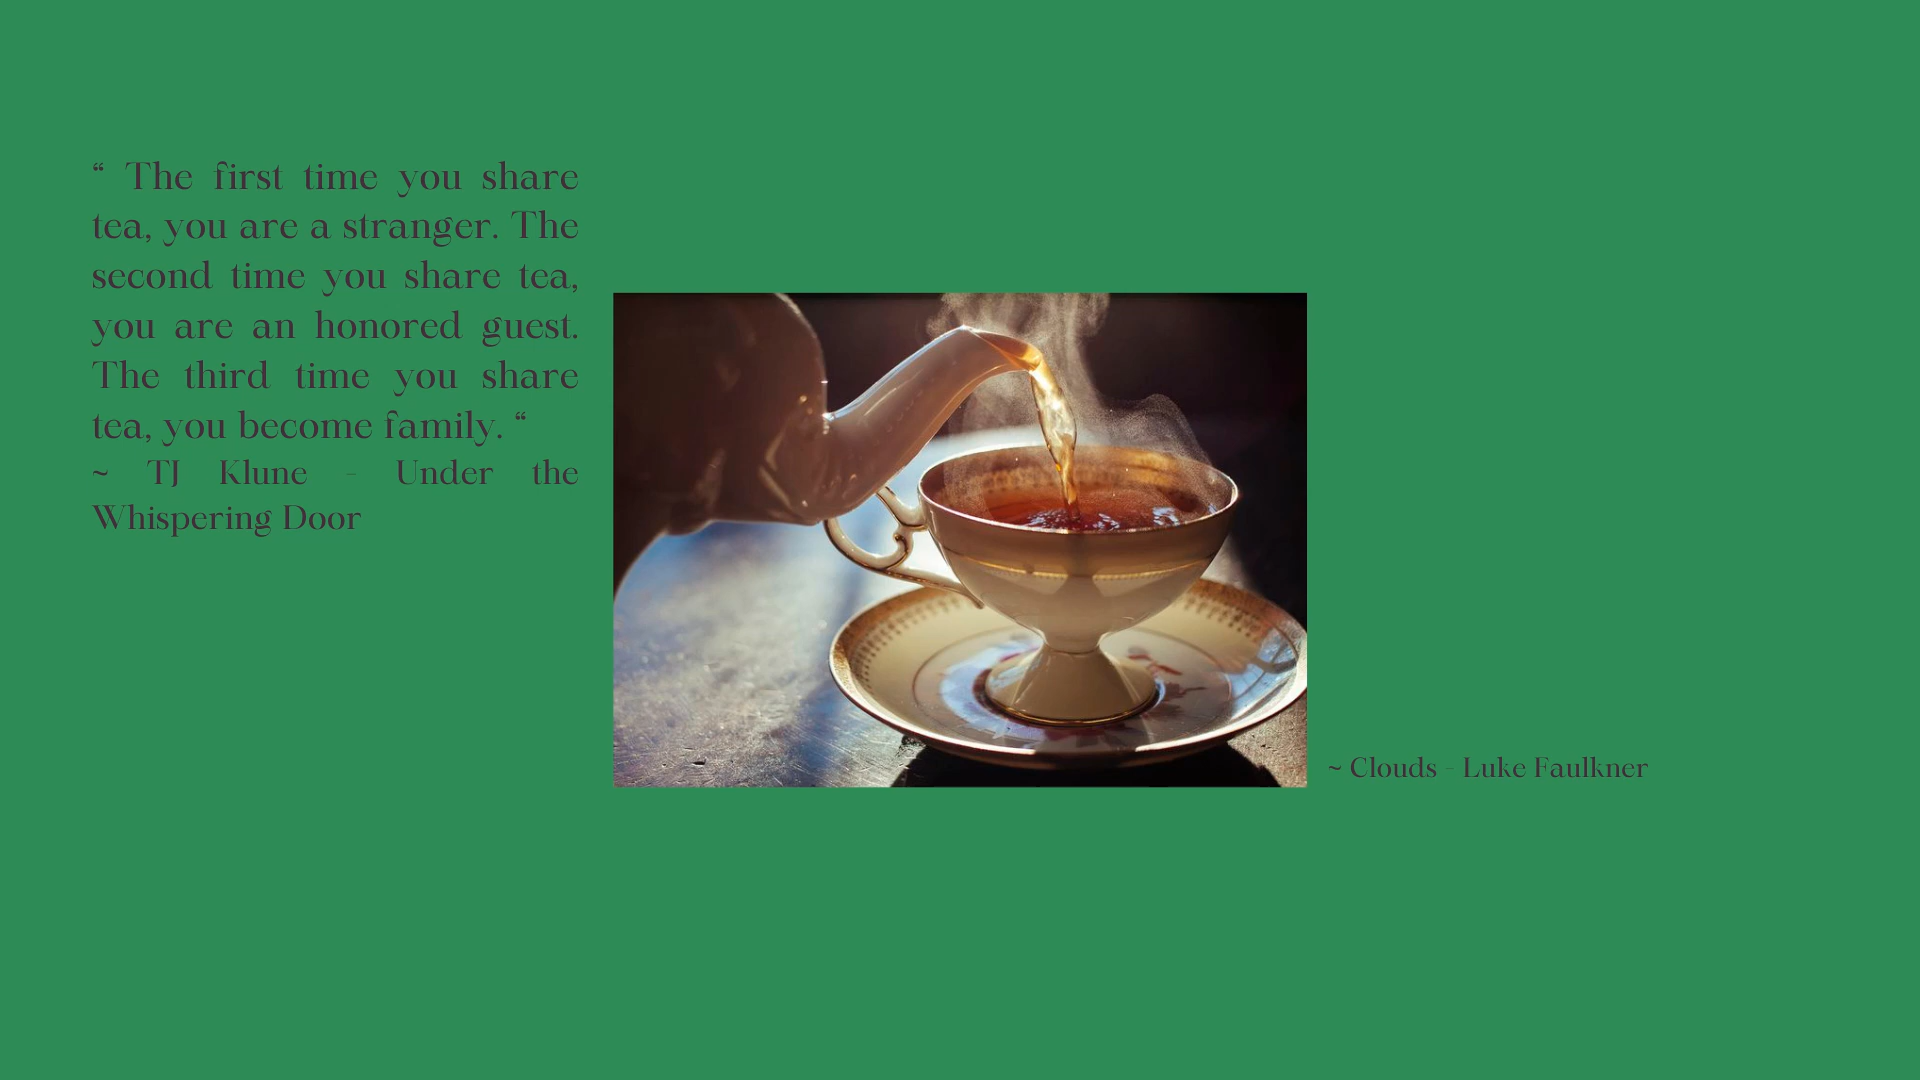 “ The first time you share
tea, you are a stranger. The
second time you share tea,
you are an honored guest.
The third time you share
tea, you become family. “
~ TJ Klune - Under the
Whispering Door
~ Clouds - Luke Faulkner